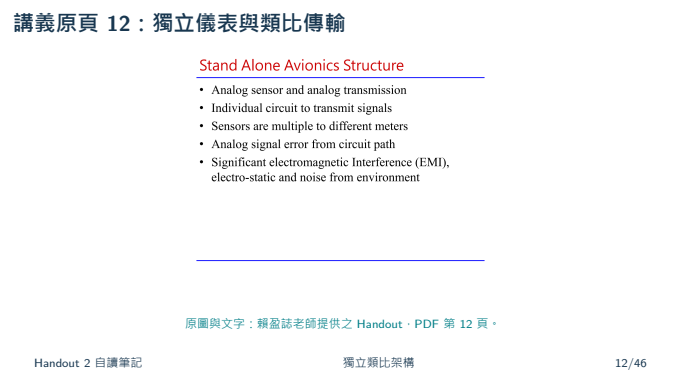 講義原頁 12：獨立儀表與類比傳輸
Stand Alone Avionics Structure
• Analog sensor and analog transmission
• Individual circuit to transmit signals
• Sensors are multiple to different meters
• Analog signal error from circuit path
• Significant electromagnetic Interference (EMI),
electro-static and noise from environment
原圖與文字：賴盈誌老師提供之 Handout，PDF 第 12 頁。
Handout 2 自讀筆記
獨立類比架構
12/46